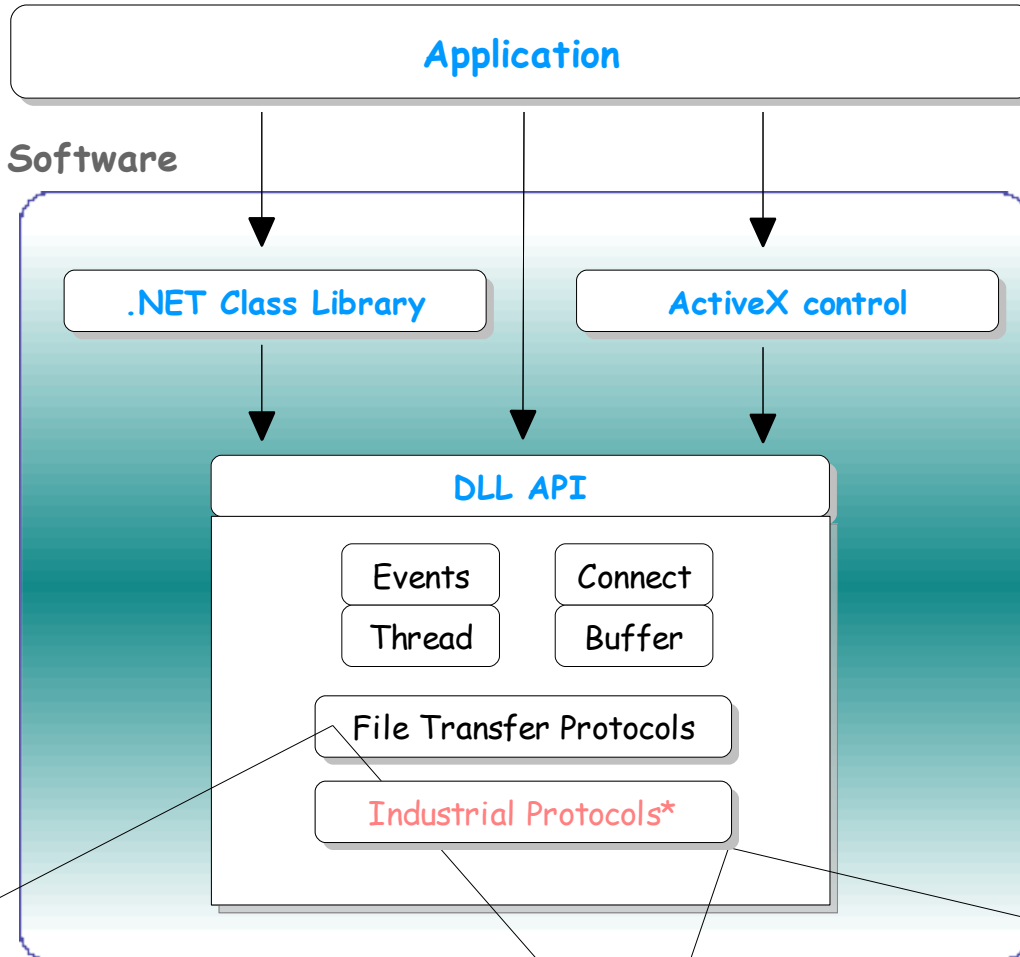 Application
Software
.NET Class Library
ActiveX control
DLL API
Events
Connect
Thread
Buffer
File Transfer Protocols
Industrial Protocols*